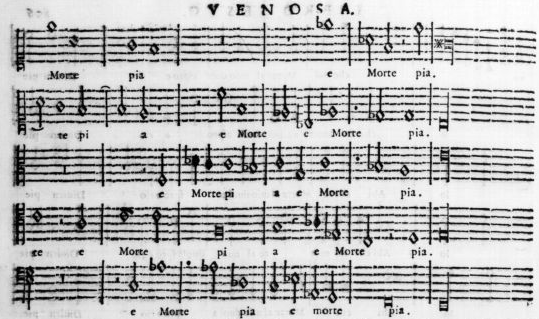 V E N O S A.
Morte pia e Morte pia.
te pi a e Morte e Morte pia.
e Morte pi a e Morte pia.
te e Morte pi a e Morte pia.
e Morte pia e morte pia.